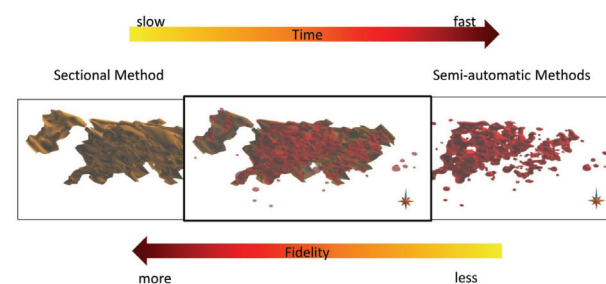 slow fast
Time
Sectional Method Semi-automatic Methods
Fidelity
more less